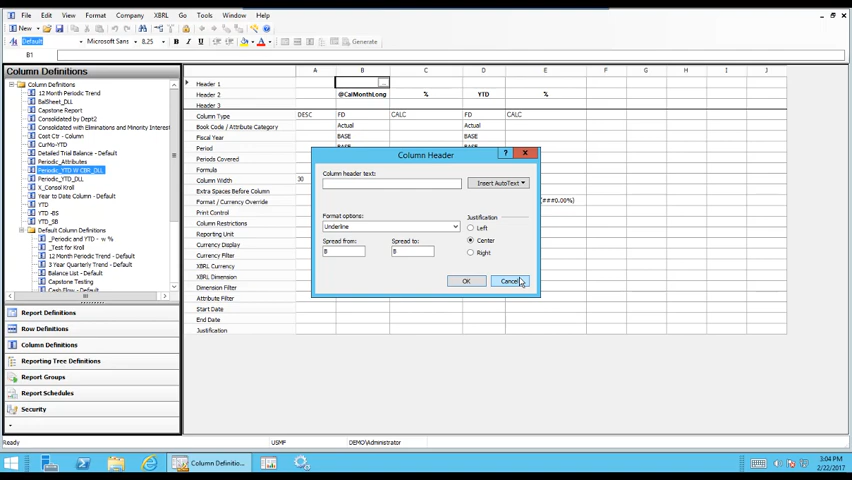 File Edit View Format Company XBRL Go Tools Window Help
New
Default Microsoft Sans 8.25 B I U A Generate
B1
Column Definitions
Column Definitions
12 Month Periodic Trend
BalSheet_DLL
Capstone Report
Consolidated by Dept2
Consolidated with Eliminations and Minority Interest
Cost Ctr - Column
CurMo-YTD
Detailed Trial Balance - Default
Periodic_Attributes
Periodic_YTD W CBR_DLL
Periodic_YTD_DLL
X_Consol Kroll
Year to Date Column - Default
YTD
YTD -BS
YTD_SB
Default Column Definitions
_Periodic and YTD - w %
_Test for Kroll
12 Month Periodic Trend - Default
3 Year Quarterly Trend - Default
Balance List - Default
Capstone Testing
Cash Flow - Default
Report Definitions
Row Definitions
Column Definitions
Reporting Tree Definitions
Report Groups
Report Schedules
Security
A B C D E F G H I J
Header 1 ...
Header 2 @CalMonthLong % YTD %
Header 3
Column Type DESC FD CALC FD CALC
Book Code / Attribute Category Actual Actual
Fiscal Year BASE BASE
Period BASE BASE
Periods Covered
Formula
Column Width 30
Extra Spaces Before Column
Format / Currency Override (###0.00%)
Print Control
Column Restrictions
Reporting Unit
Currency Display
Currency Filter
XBRL Currency
XBRL Dimension
Dimension Filter
Attribute Filter
Start Date
End Date
Justification
Column Header
?
Column header text:
Insert AutoText
Format options:
Underline
Justification
Left
Center
Right
Spread from: Spread to:
B B
OK Cancel
Ready USMF DEMO\Administrator
Column Definitio...
3:04 PM
2/22/2017